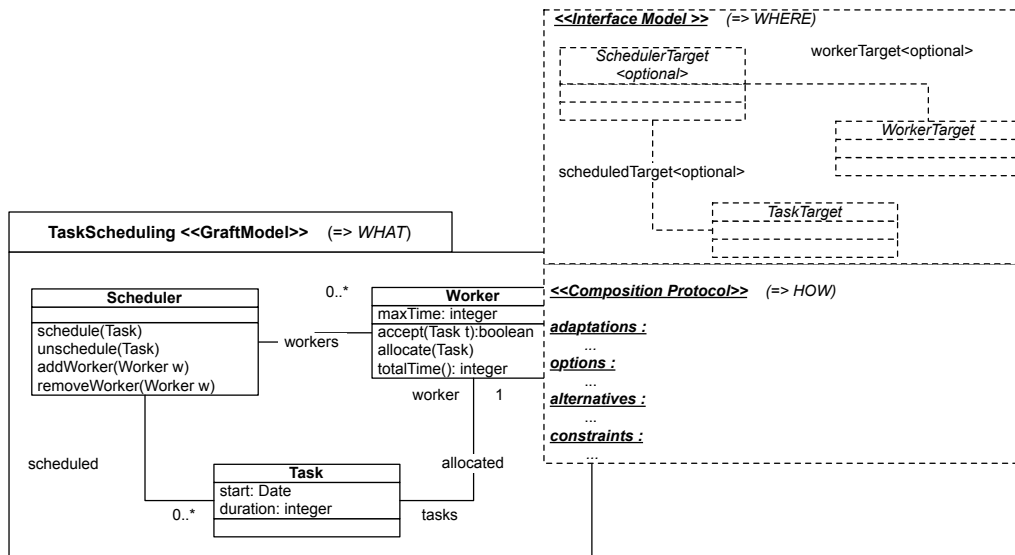 <<Interface Model >> (=> WHERE)
SchedulerTarget
<optional>
workerTarget<optional>
WorkerTarget
scheduledTarget<optional>
TaskTarget
TaskScheduling <<GraftModel>> (=> WHAT)
Scheduler
schedule(Task)
unschedule(Task)
addWorker(Worker w)
removeWorker(Worker w)
0..*
workers
Worker
maxTime: integer
accept(Task t):boolean
allocate(Task)
totalTime(): integer
worker 1
scheduled
allocated
Task
start: Date
duration: integer
0..*
tasks
<<Composition Protocol>> (=> HOW)
adaptations :
...
options :
...
alternatives :
...
constraints :
...